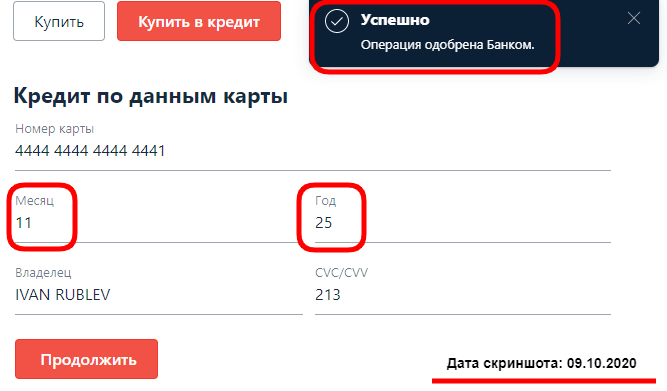 Купить
Купить в кредит
Успешно
Операция одобрена Банком.
Кредит по данным карты
Номер карты
4444 4444 4444 4441
Месяц
Год
11
25
Владелец
CVC/CVV
IVAN RUBLEV
213
Продолжить
Дата скриншота: 09.10.2020